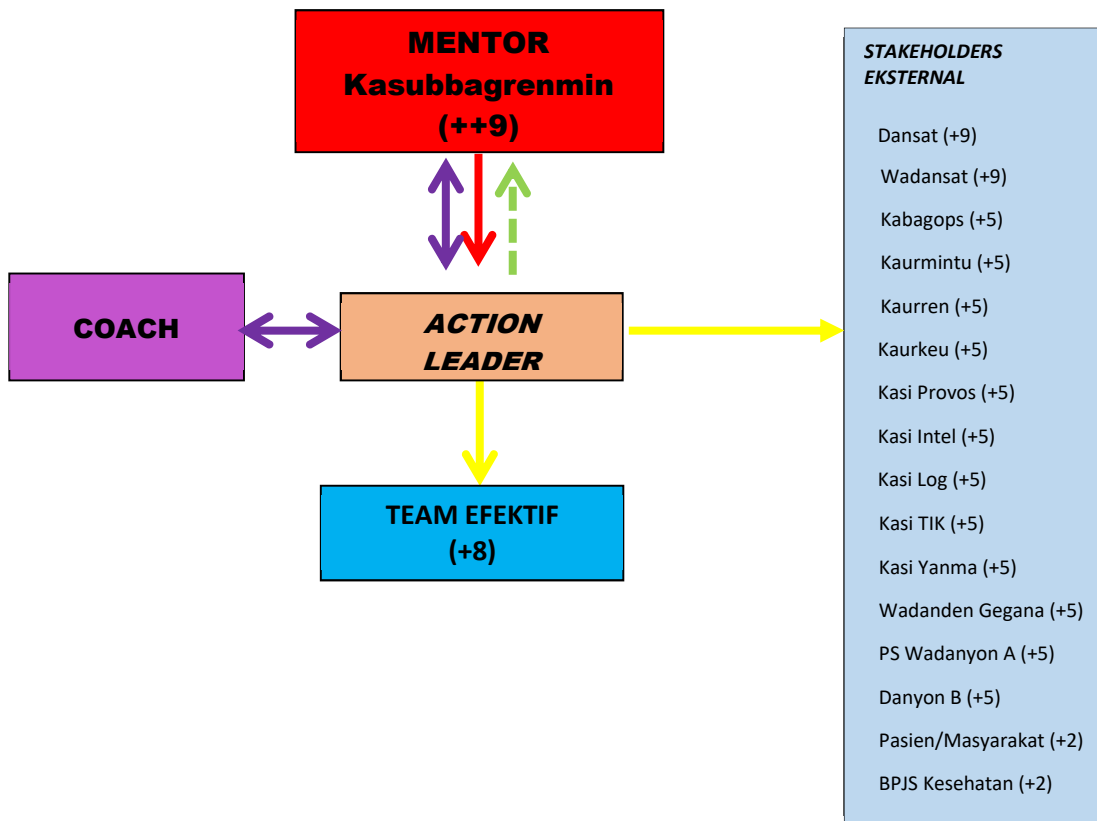 MENTOR
Kasubbagrenmin
(++9)
COACH
ACTION
LEADER
TEAM EFEKTIF
(+8)
STAKEHOLDERS
EKSTERNAL
Dansat (+9)
Wadansat (+9)
Kabagops (+5)
Kaurmintu (+5)
Kaurren (+5)
Kaurkeu (+5)
Kasi Provos (+5)
Kasi Intel (+5)
Kasi Log (+5)
Kasi TIK (+5)
Kasi Yanma (+5)
Wadanden Gegana (+5)
PS Wadanyon A (+5)
Danyon B (+5)
Pasien/Masyarakat (+2)
BPJS Kesehatan (+2)